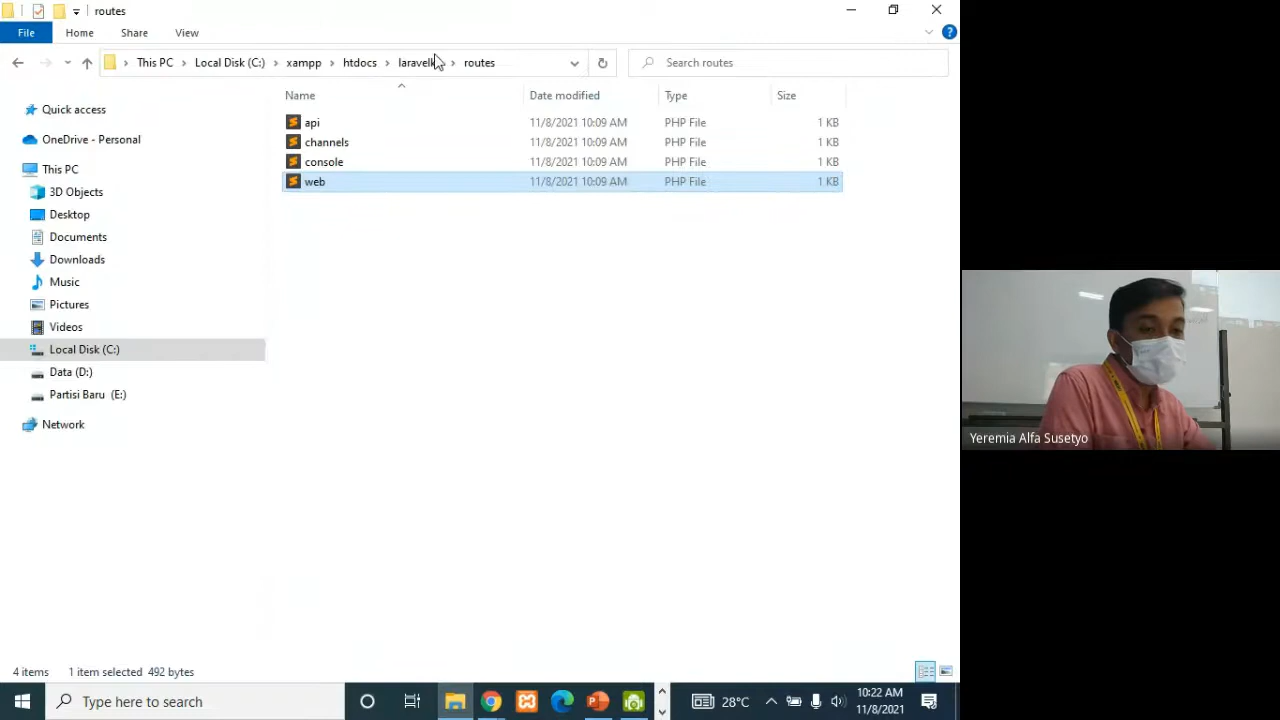 routes
File Home Share View
This PC Local Disk (C:) xampp htdocs laravelk routes
Search routes
Name Date modified Type Size
api 11/8/2021 10:09 AM PHP File 1 KB
channels 11/8/2021 10:09 AM PHP File 1 KB
console 11/8/2021 10:09 AM PHP File 1 KB
web 11/8/2021 10:09 AM PHP File 1 KB
Quick access
OneDrive - Personal
This PC
3D Objects
Desktop
Documents
Downloads
Music
Pictures
Videos
Local Disk (C:)
Data (D:)
Partisi Baru (E:)
Network
Yeremia Alfa Susetyo
4 items 1 item selected 492 bytes
Type here to search
28°C
10:22 AM
11/8/2021